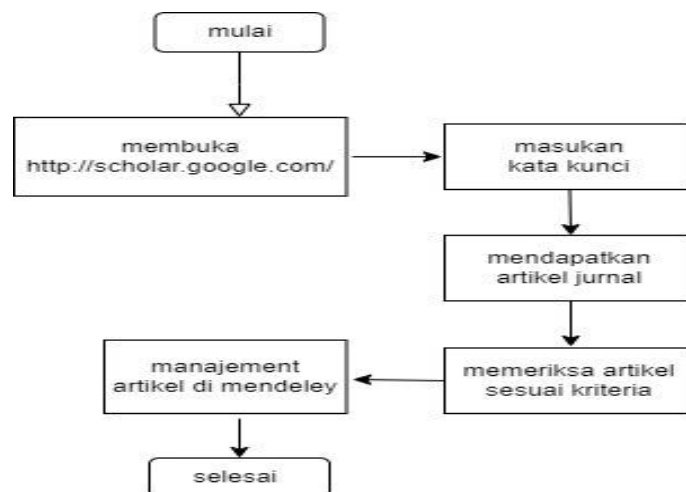 mulai
membuka
http://scholar.google.com/
masukan
kata kunci
mendapatkan
artikel jurnal
memeriksa artikel
sesuai kriteria
manajement
artikel di mendeley
selesai